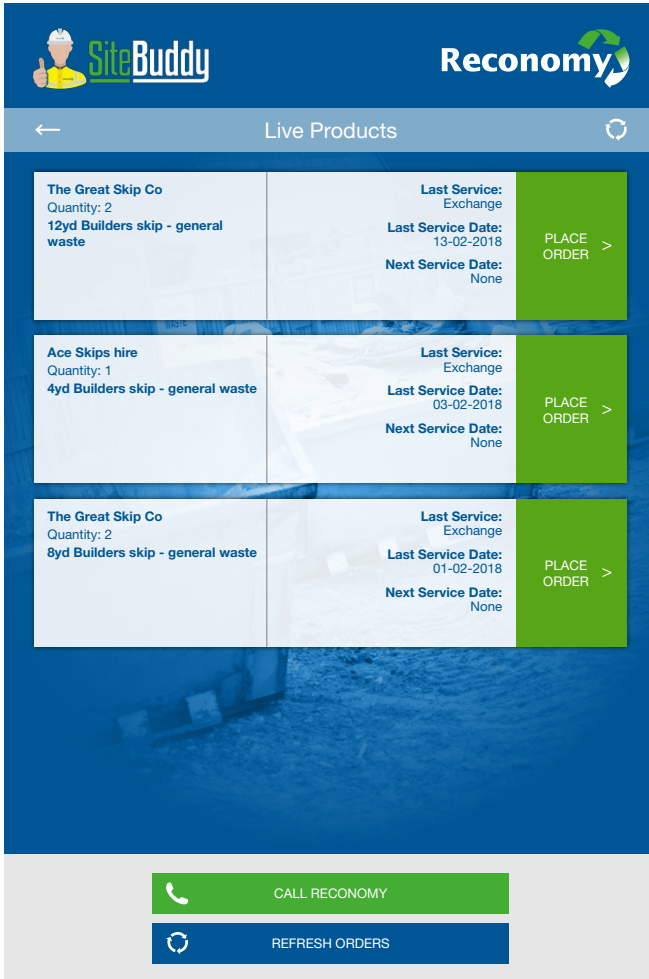 SiteBuddy
Reconomy
Live Products
The Great Skip Co
Quantity: 2
12yd Builders skip - general
waste
Last Service:
Exchange
Last Service Date:
13-02-2018
Next Service Date:
None
PLACE
ORDER >
WASTE
Ace Skips hire
Quantity: 1
4yd Builders skip - general waste
Last Service:
Exchange
Last Service Date:
03-02-2018
Next Service Date:
None
PLACE
ORDER >
The Great Skip Co
Quantity: 2
8yd Builders skip - general waste
Last Service:
Exchange
Last Service Date:
01-02-2018
Next Service Date:
None
PLACE
ORDER >
CALL RECONOMY
REFRESH ORDERS